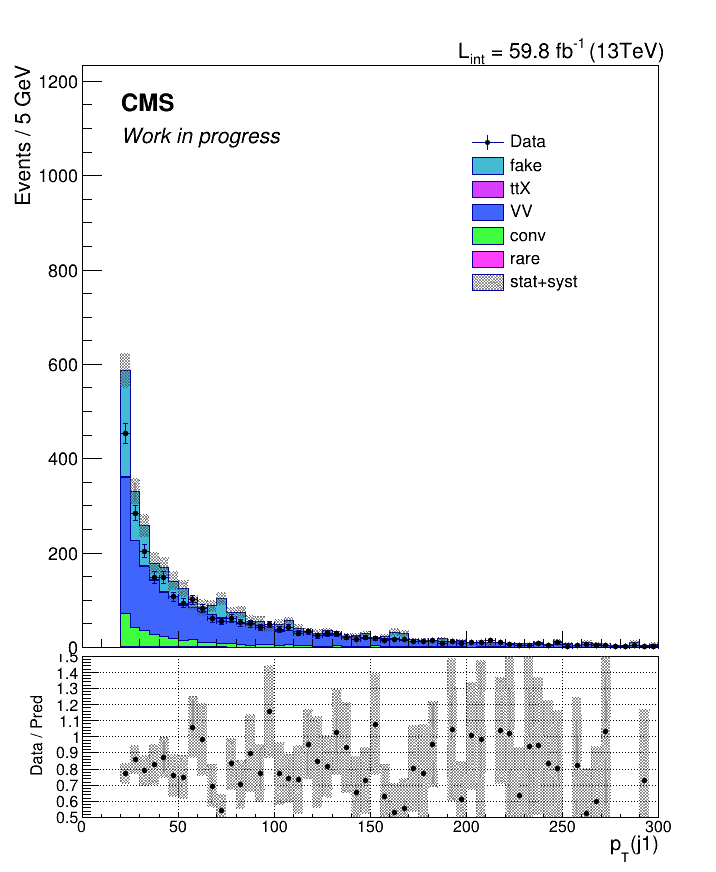 L_int = 59.8 fb^-1 (13TeV)
Events / 5 GeV
1200
1000
800
600
400
200
0
CMS
Work in progress
Data
fake
ttX
VV
conv
rare
stat+syst
Data / Pred
1.5
1.4
1.3
1.2
1.1
1
0.9
0.8
0.7
0.6
0.5
0 50 100 150 200 250 300
p_T(j1)